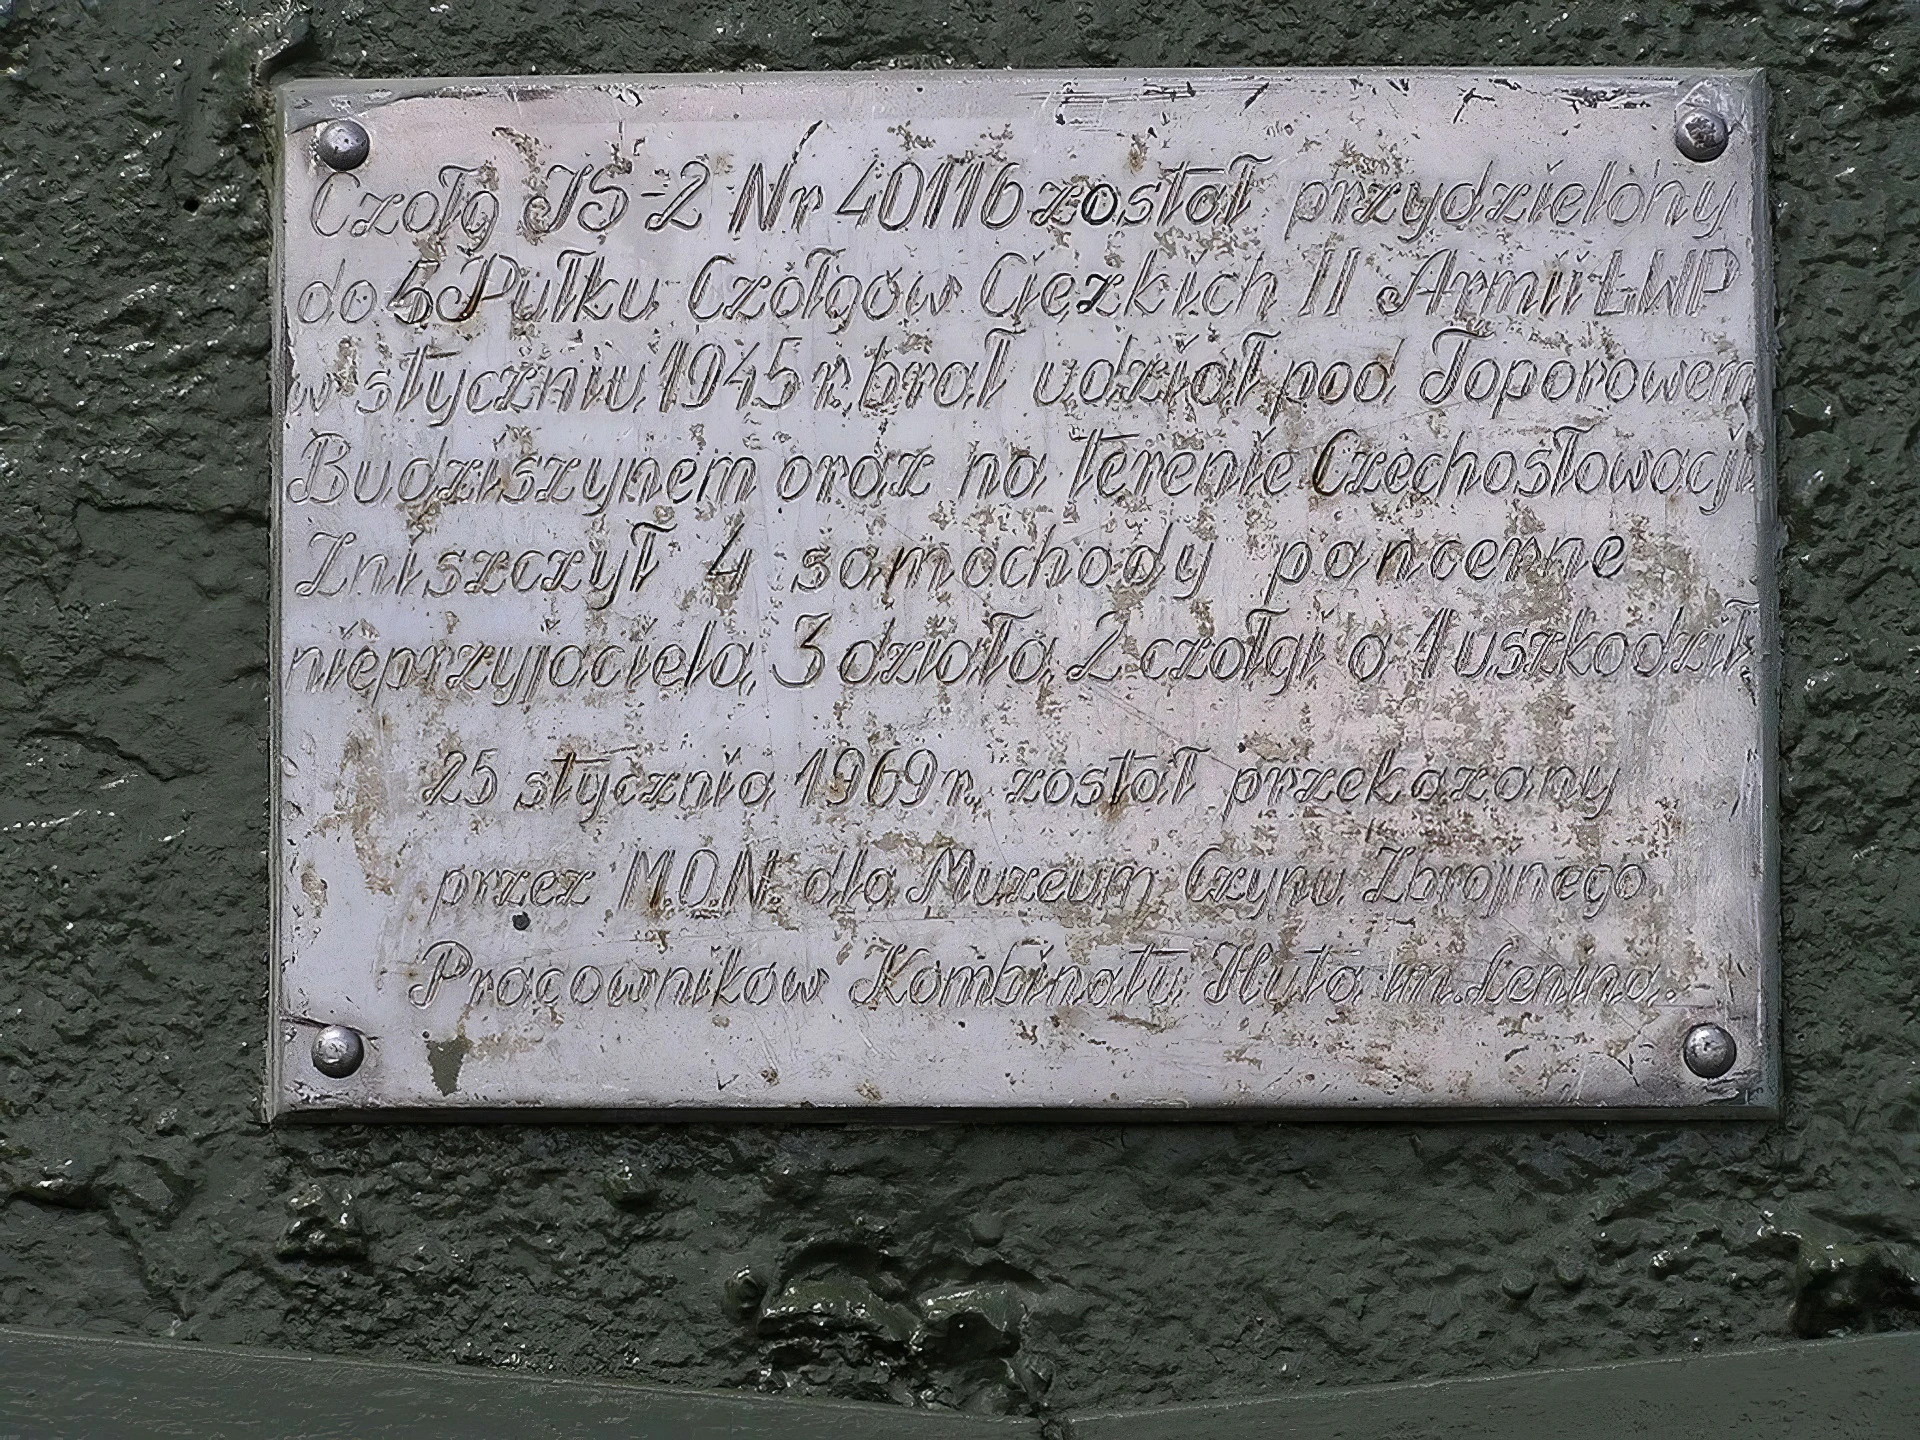 Czołg JS-2 Nr 40116 został przydzielony
do 5 Pułku Czołgów Ciężkich II Armii LWP
w styczniu 1945 r. brał udział pod Toporowem
Budziszynem oraz na terenie Czechosłowacji
Zniszczył 4 samochody pancerne
nieprzyjaciela, 3 działa, 2 czołgi a 1 uszkodził.
25 stycznia 1969 r. został przekazany
przez M.O.N. dla Muzeum Czynu Zbrojnego
Pracowników Kombinatu Huta im. Lenina.